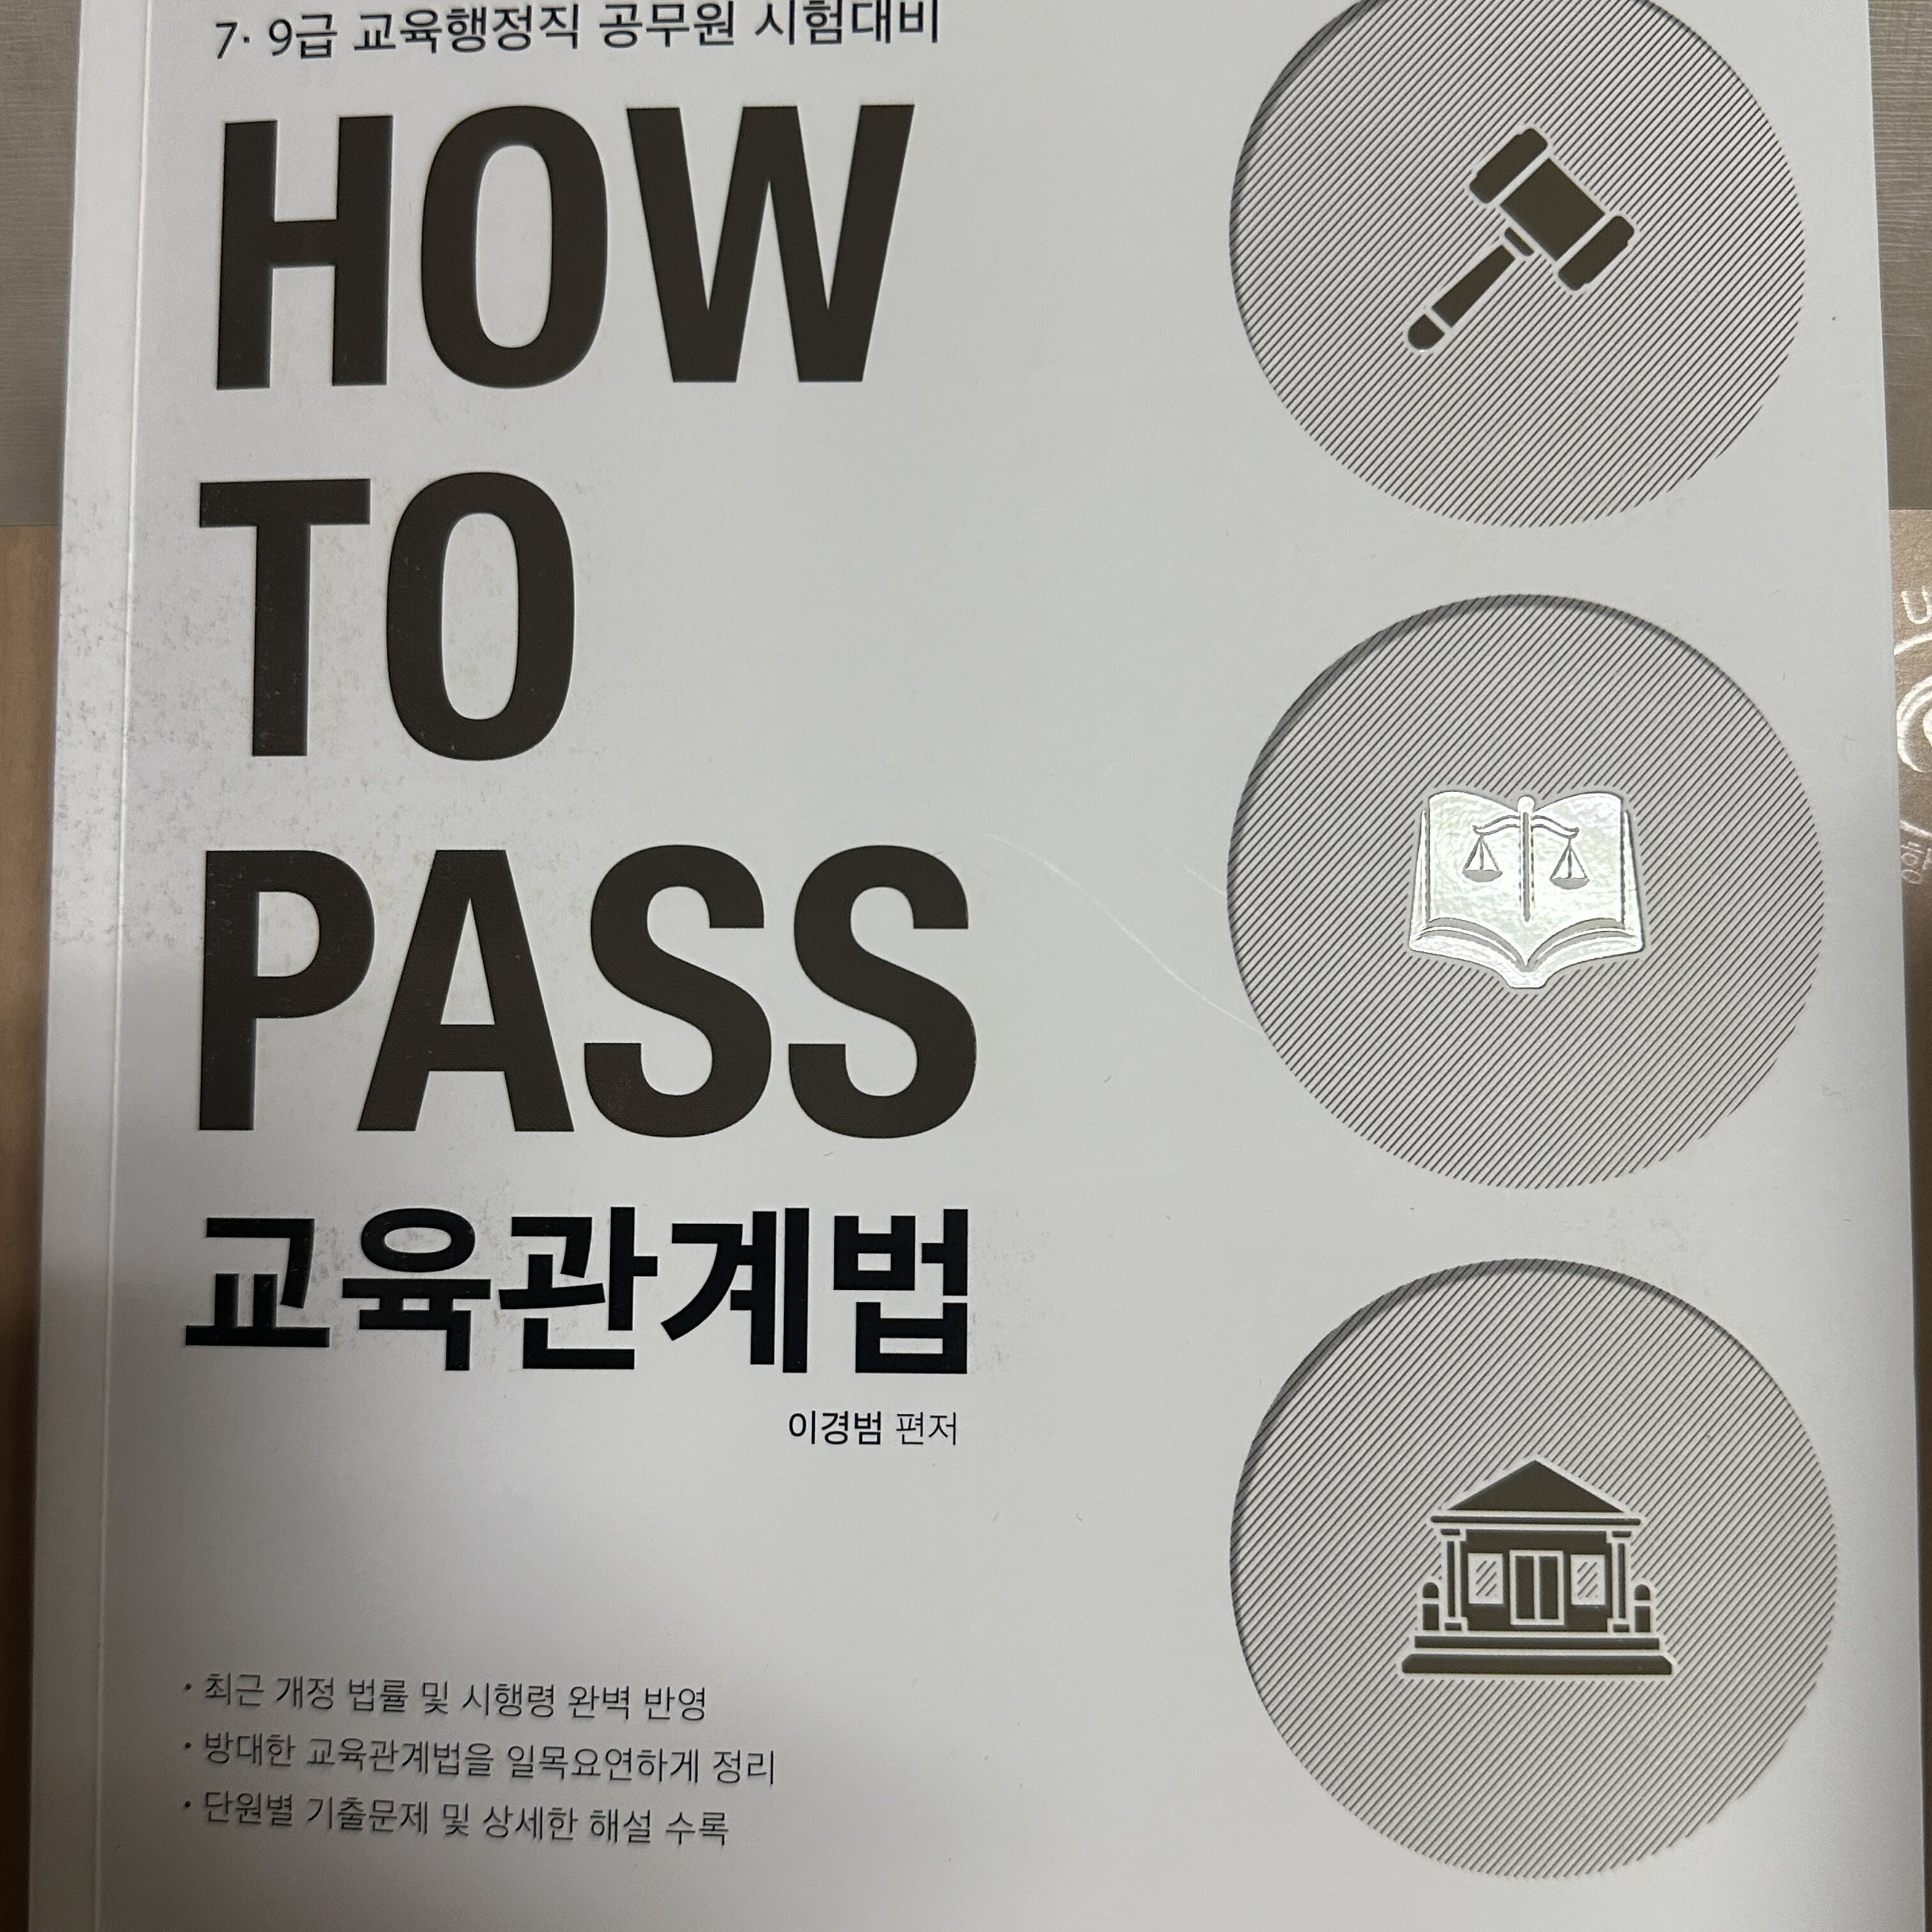 7· 9급 교육행정직 공무원 시험대비
HOW
TO
PASS
교육관계법
이경범 편저
• 최근 개정 법률 및 시행령 완벽 반영
• 방대한 교육관계법을 일목요연하게 정리
• 단원별 기출문제 및 상세한 해설 수록